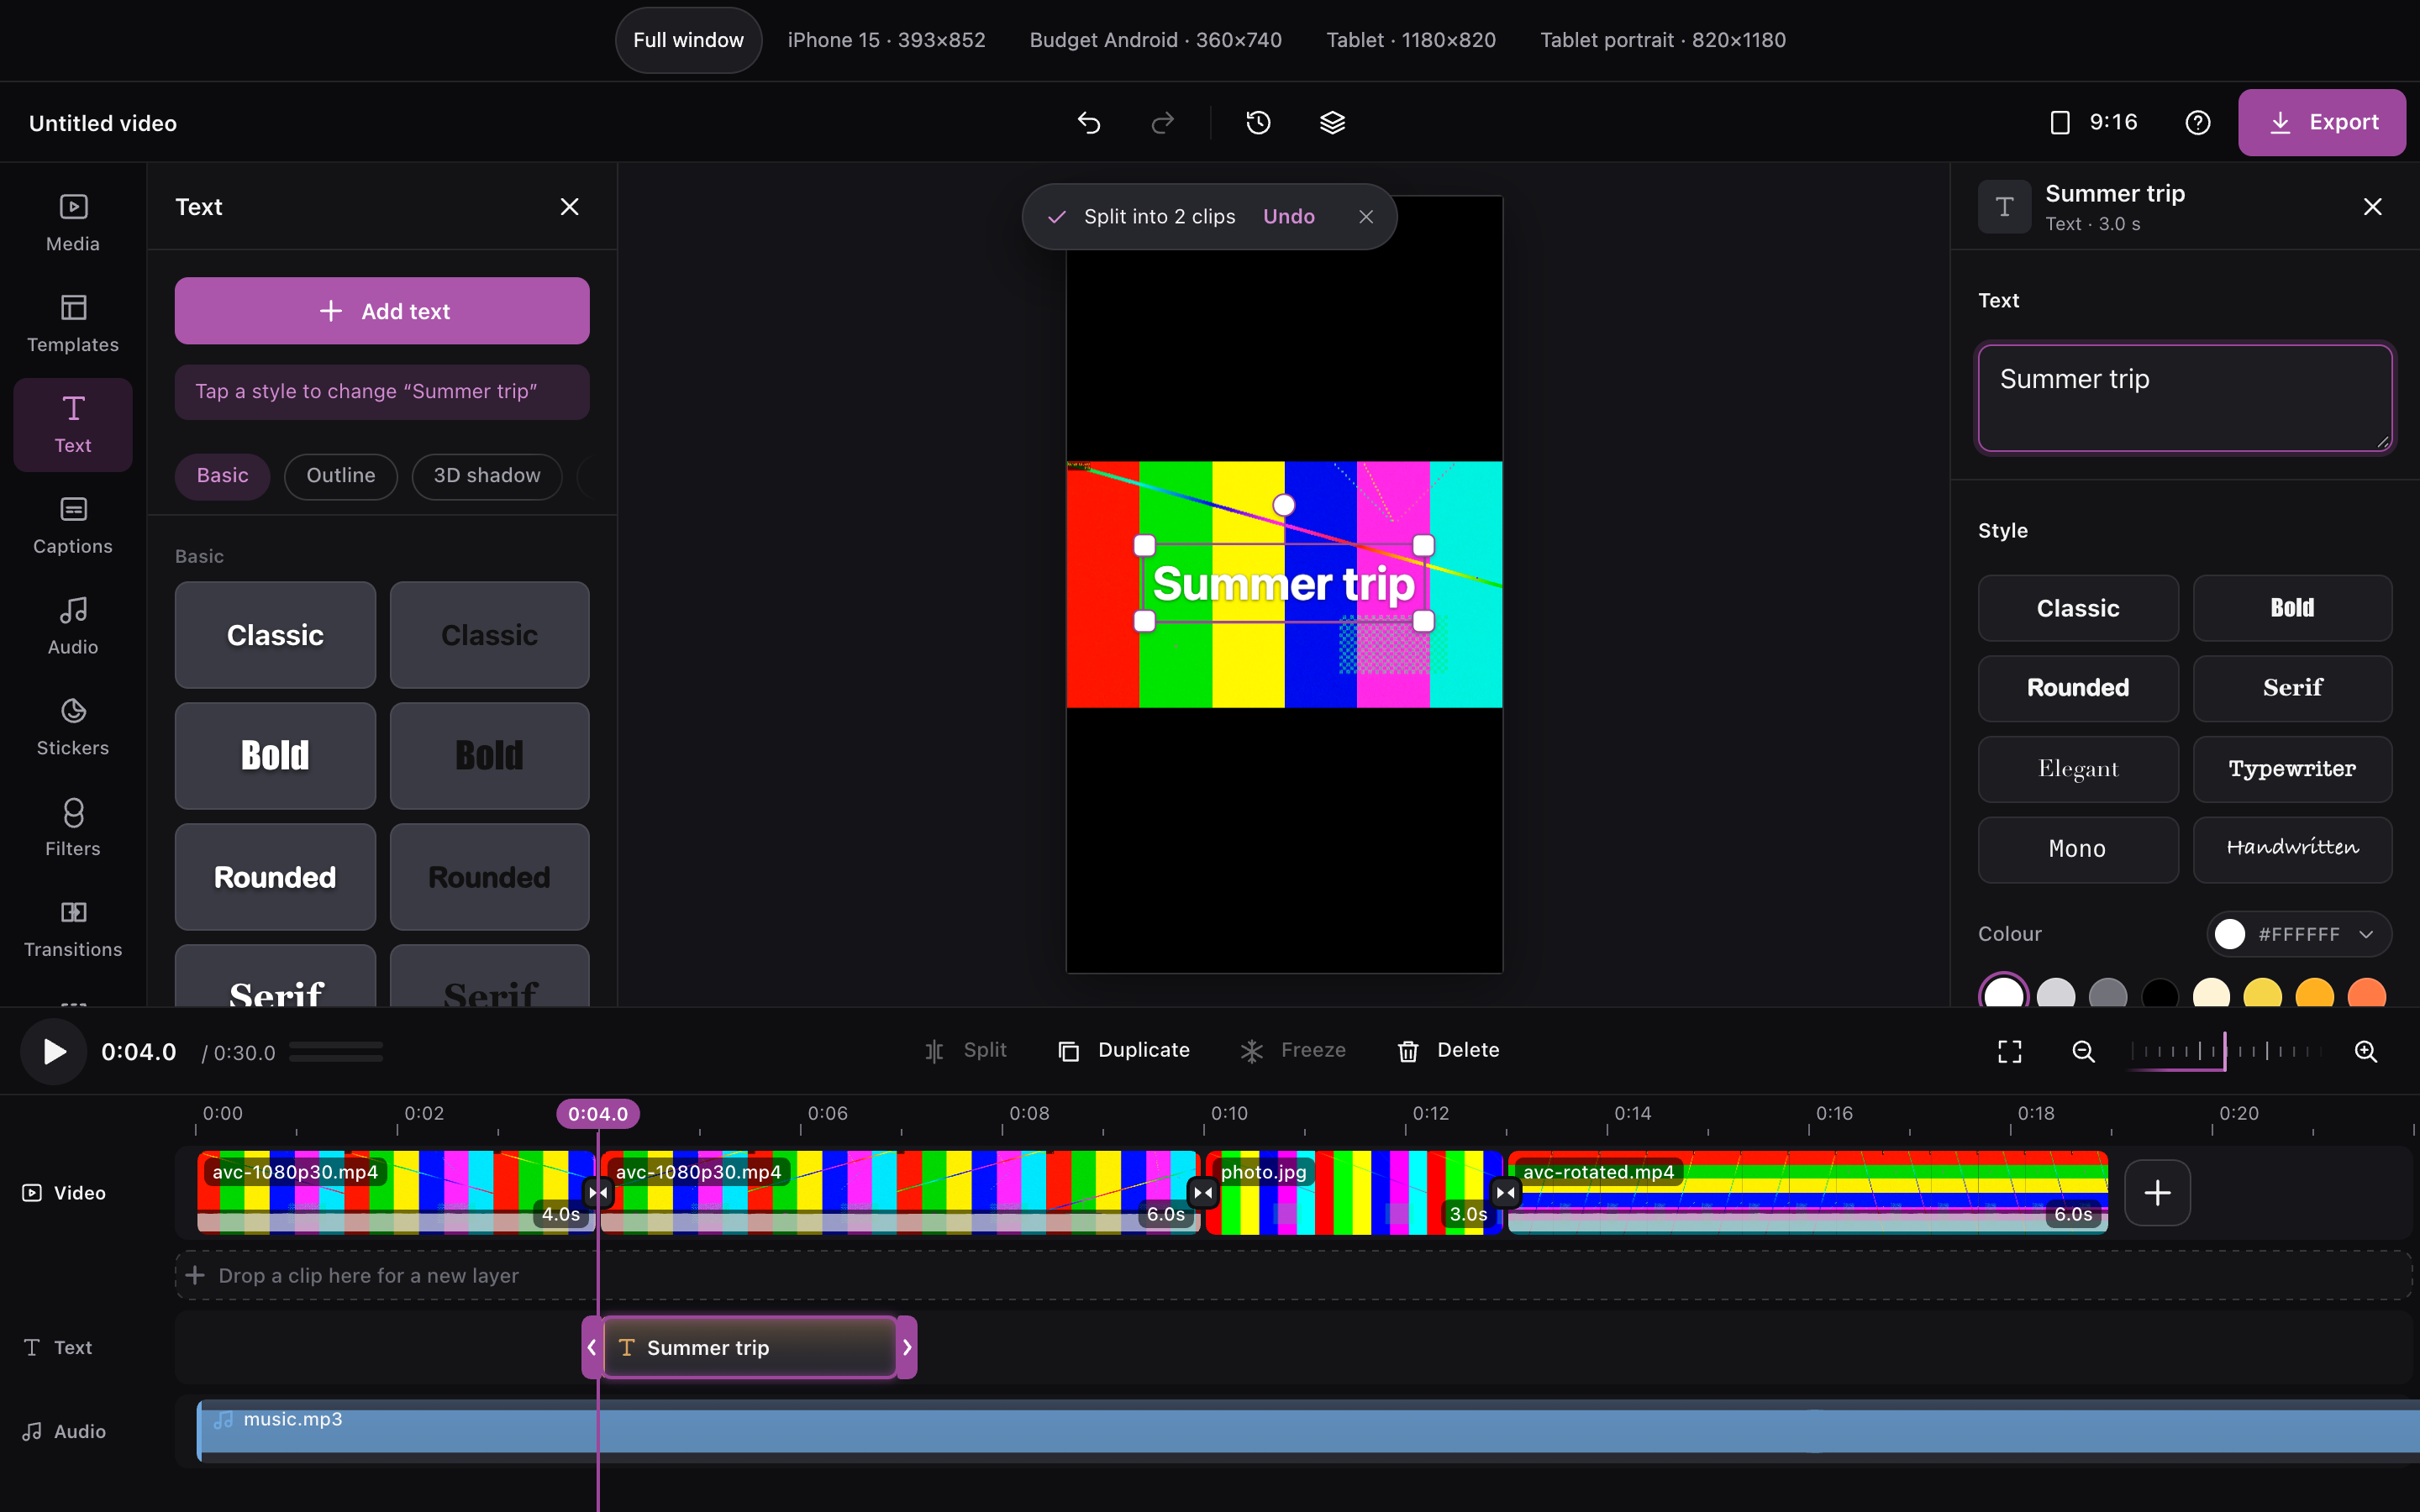 Full window
iPhone 15 · 393×852
Budget Android · 360×740
Tablet · 1180×820
Tablet portrait · 820×1180
Untitled video
9:16
Export
Media
Templates
Text
Captions
Audio
Stickers
Filters
Transitions
Text
Add text
Tap a style to change “Summer trip”
Basic
Outline
3D shadow
Basic
Classic
Classic
Bold
Bold
Rounded
Rounded
Serif
Serif
Split into 2 clips
Undo
Summer trip
Summer trip
Text · 3.0 s
Text
Summer trip
Style
Classic
Bold
Rounded
Serif
Elegant
Typewriter
Mono
Handwritten
Colour
#FFFFFF
0:04.0 / 0:30.0
Split
Duplicate
Freeze
Delete
0:00
0:02
0:04.0
0:06
0:08
0:10
0:12
0:14
0:16
0:18
0:20
Video
avc-1080p30.mp4
4.0s
avc-1080p30.mp4
6.0s
photo.jpg
3.0s
avc-rotated.mp4
6.0s
Drop a clip here for a new layer
Text
Summer trip
Audio
music.mp3